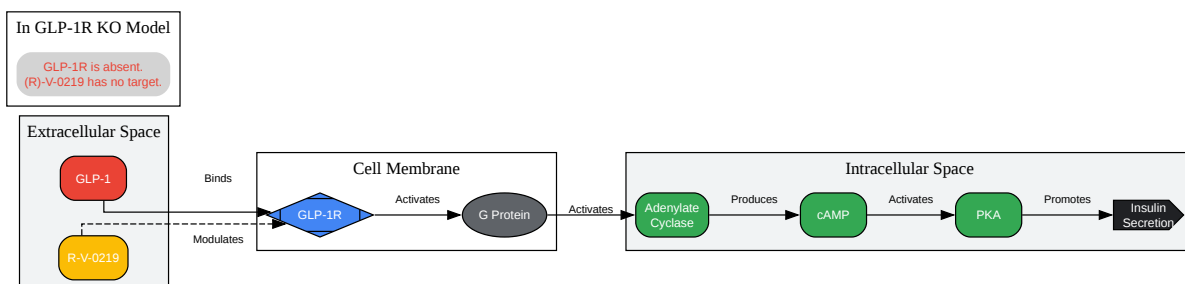 In GLP-1R KO Model
GLP-1R is absent.
(R)-V-0219 has no target.
Extracellular Space
GLP-1
R-V-0219
Binds
Modulates
Cell Membrane
GLP-1R
Activates
G Protein
Activates
Intracellular Space
Adenylate
Cyclase
Produces
cAMP
Activates
PKA
Promotes
Insulin
Secretion